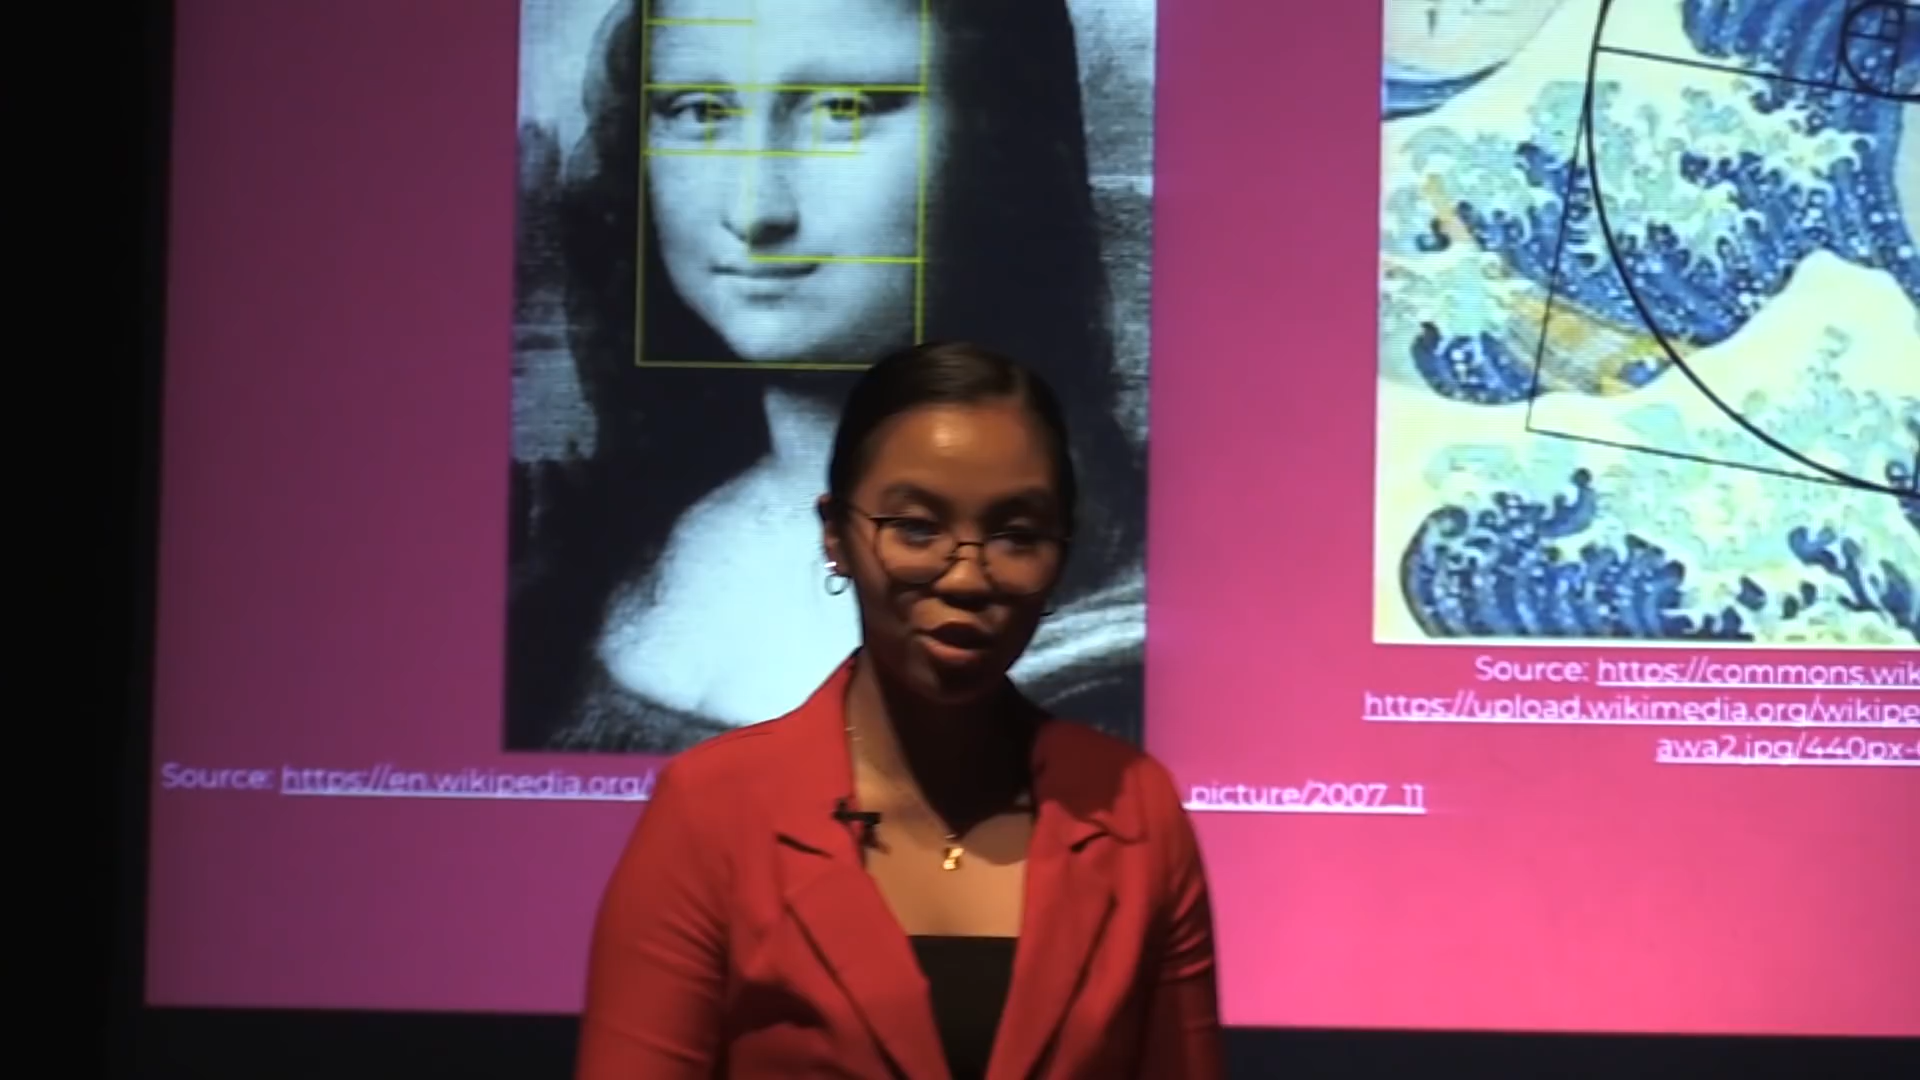 Source: https://en.wikipedia.org/ picture/2007_11
Source: https://commons.wik
https://upload.wikimedia.org/wikipe
awa2.jpg/440px-